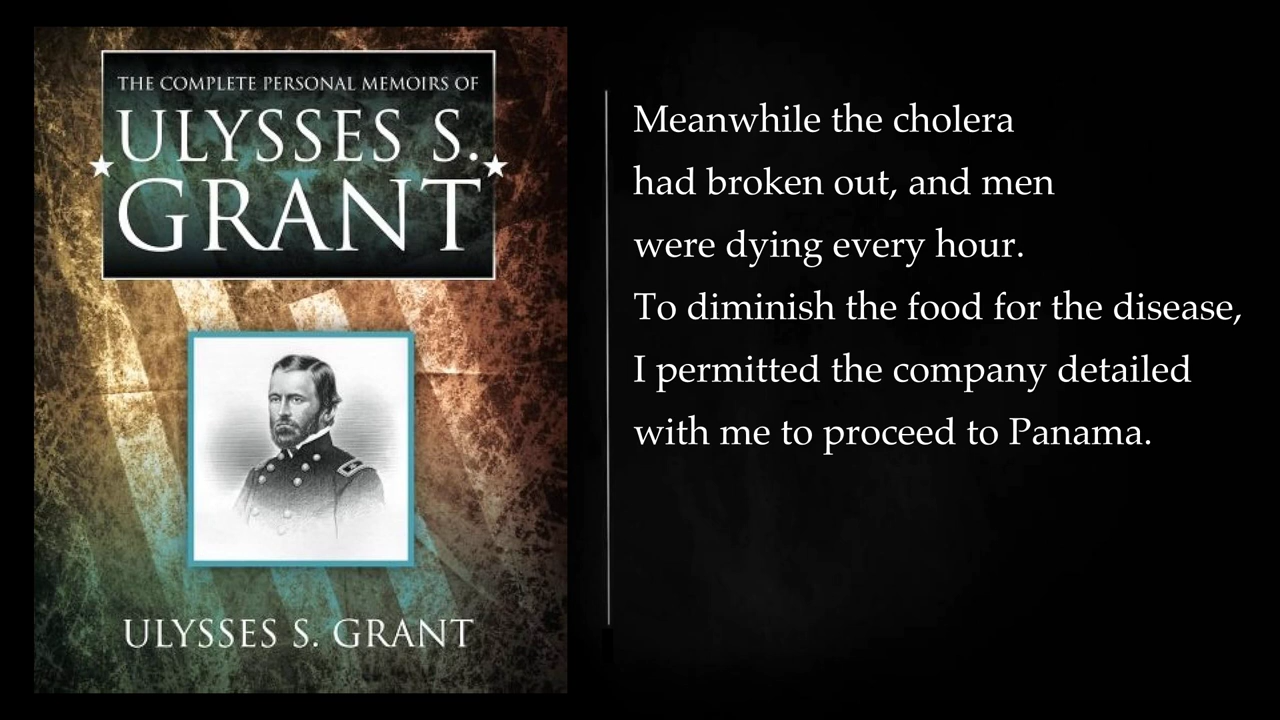 THE COMPLETE PERSONAL MEMOIRS OF
ULYSSES S.
GRANT
ULYSSES S. GRANT
Meanwhile the cholera
had broken out, and men
were dying every hour.
To diminish the food for the disease,
I permitted the company detailed
with me to proceed to Panama.